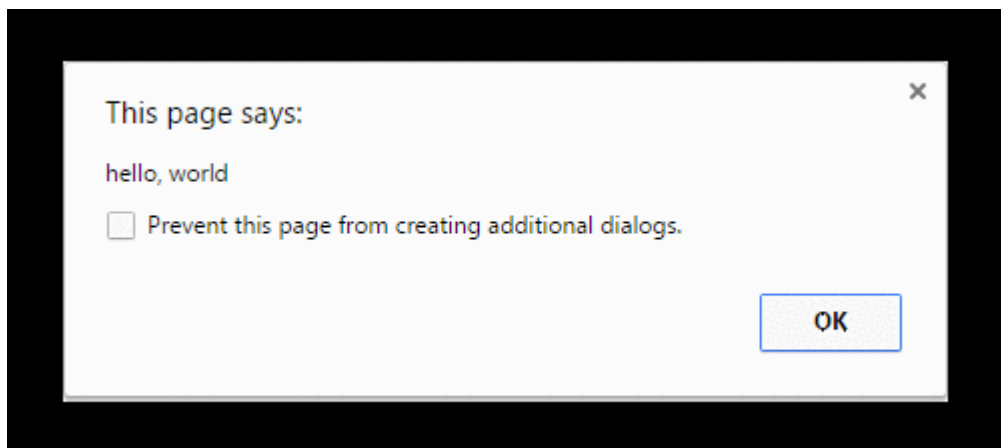 This page says:
hello, world
Prevent this page from creating additional dialogs.
OK